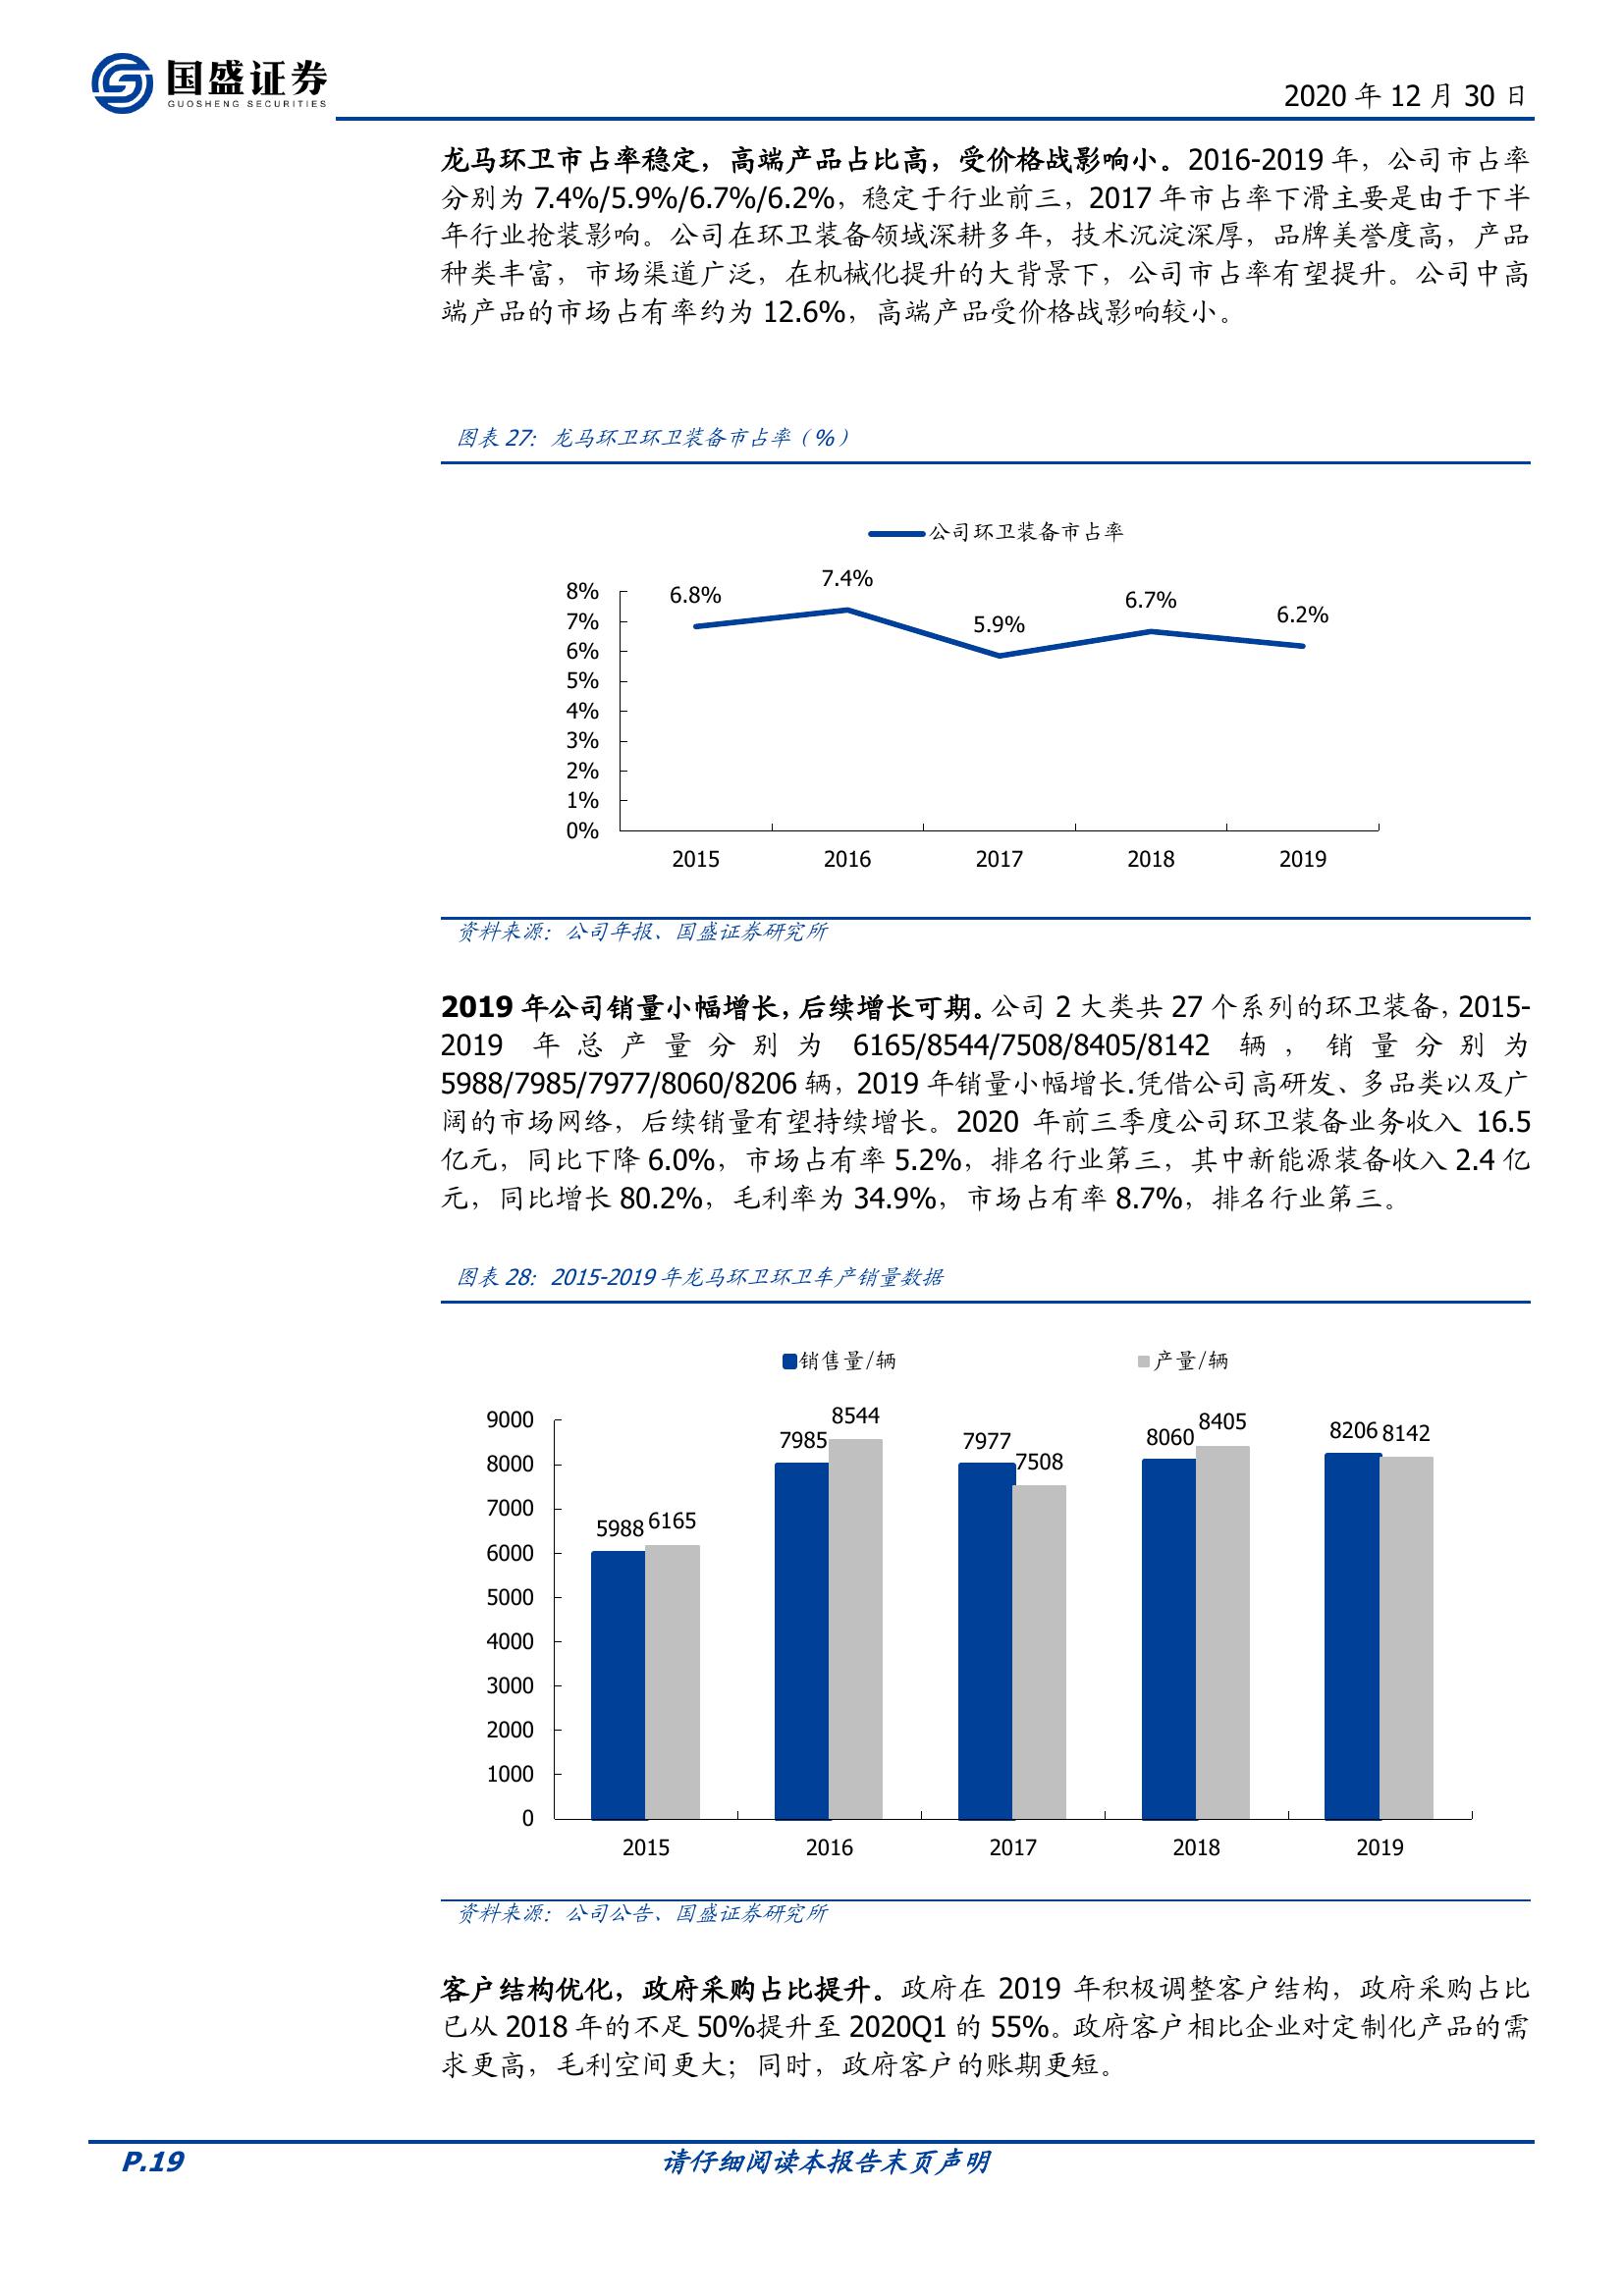 国盛证券
GUOSHENG SECURITIES
2020 年 12 月 30 日
龙马环卫市占率稳定，高端产品占比高，受价格战影响小。2016-2019 年，公司市占率
分别为 7.4%/5.9%/6.7%/6.2%，稳定于行业前三，2017 年市占率下滑主要是由于下半
年行业抢装影响。公司在环卫装备领域深耕多年，技术沉淀深厚，品牌美誉度高，产品
种类丰富，市场渠道广泛，在机械化提升的大背景下，公司市占率有望提升。公司中高
端产品的市场占有率约为 12.6%，高端产品受价格战影响较小。
图表 27：龙马环卫环卫装备市占率（%）
公司环卫装备市占率
8%
7%
6%
5%
4%
3%
2%
1%
0%
6.8%
7.4%
5.9%
6.7%
6.2%
2015 2016 2017 2018 2019
资料来源：公司年报、国盛证券研究所
2019 年公司销量小幅增长，后续增长可期。公司 2 大类共 27 个系列的环卫装备，2015-
2019 年总产量分别为 6165/8544/7508/8405/8142 辆，销量分别为
5988/7985/7977/8060/8206 辆，2019 年销量小幅增长.凭借公司高研发、多品类以及广
阔的市场网络，后续销量有望持续增长。2020 年前三季度公司环卫装备业务收入 16.5
亿元，同比下降 6.0%，市场占有率 5.2%，排名行业第三，其中新能源装备收入 2.4 亿
元，同比增长 80.2%，毛利率为 34.9%，市场占有率 8.7%，排名行业第三。
图表 28：2015-2019 年龙马环卫环卫车产销量数据
销售量/辆 产量/辆
9000
8000
7000
6000
5000
4000
3000
2000
1000
0
5988 6165
7985 8544
7977 7508
8060 8405
8206 8142
2015 2016 2017 2018 2019
资料来源：公司公告、国盛证券研究所
客户结构优化，政府采购占比提升。政府在 2019 年积极调整客户结构，政府采购占比
已从 2018 年的不足 50%提升至 2020Q1 的 55%。政府客户相比企业对定制化产品的需
求更高，毛利空间更大；同时，政府客户的账期更短。
P.19
请仔细阅读本报告末页声明